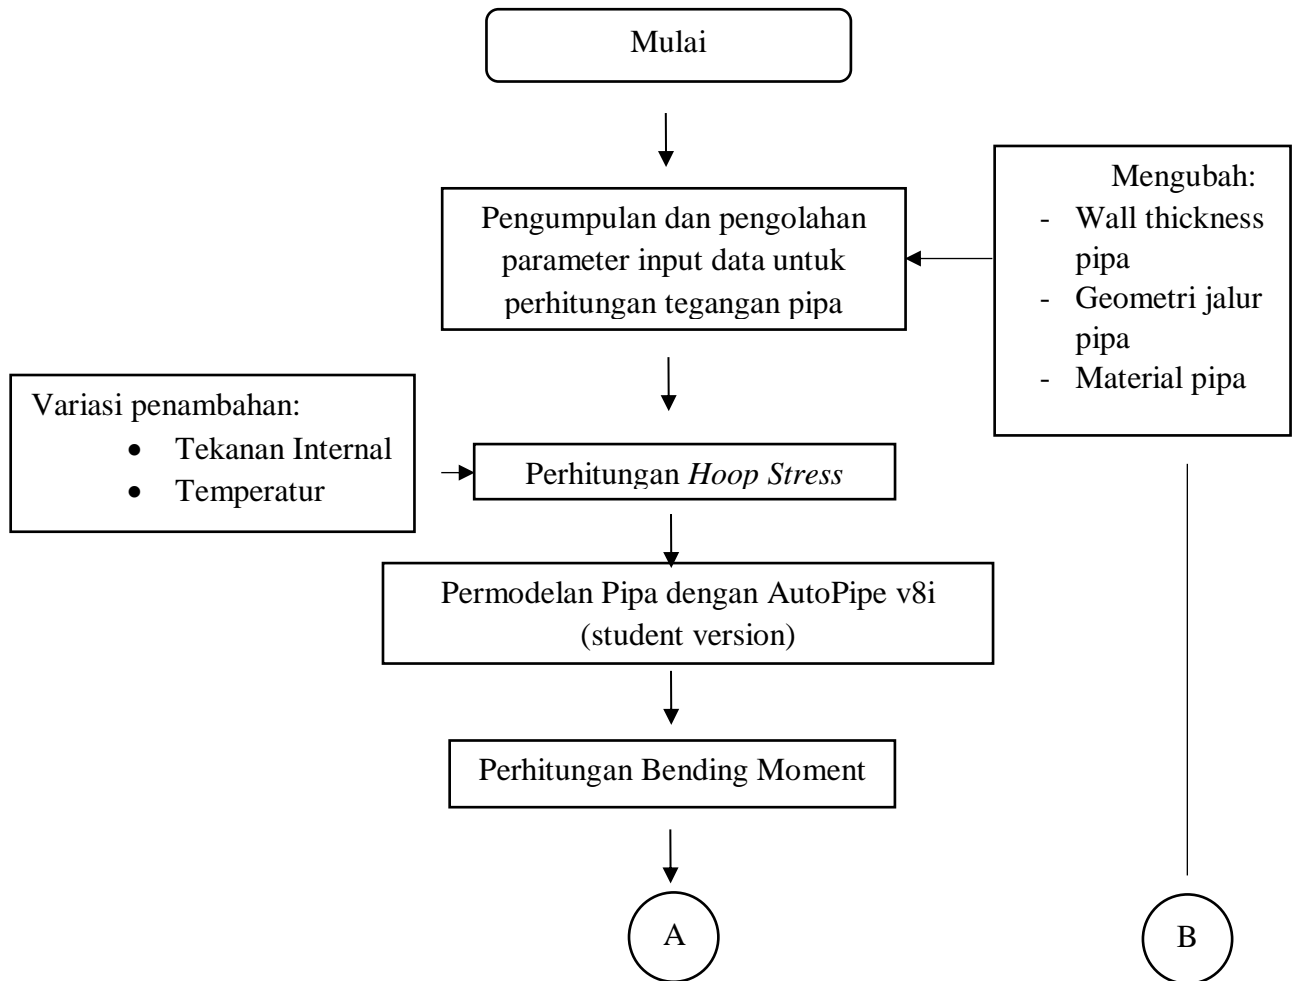 Mulai
Pengumpulan dan pengolahan
parameter input data untuk
perhitungan tegangan pipa
Mengubah:
- Wall thickness
pipa
- Geometri jalur
pipa
- Material pipa
Variasi penambahan:
• Tekanan Internal
• Temperatur
Perhitungan Hoop Stress
Permodelan Pipa dengan AutoPipe v8i
(student version)
Perhitungan Bending Moment
A
B